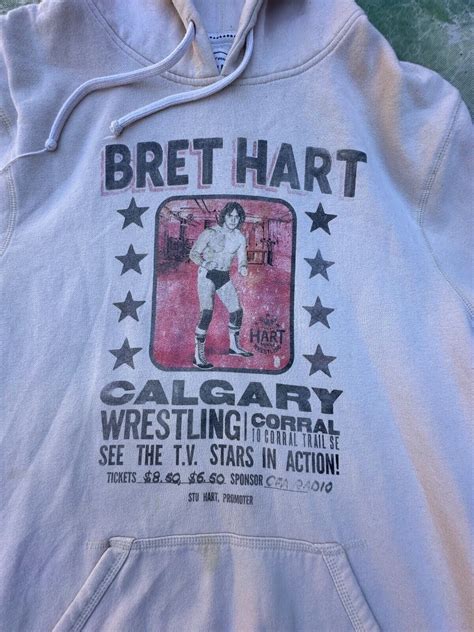 BRET HART
HART
CALGARY
WRESTLING
CORRAL
10 CORRAL TRAIL SE
SEE THE T.V. STARS IN ACTION!
TICKETS $8.50, $6.50 SPONSOR
STU HART, PROMOTER